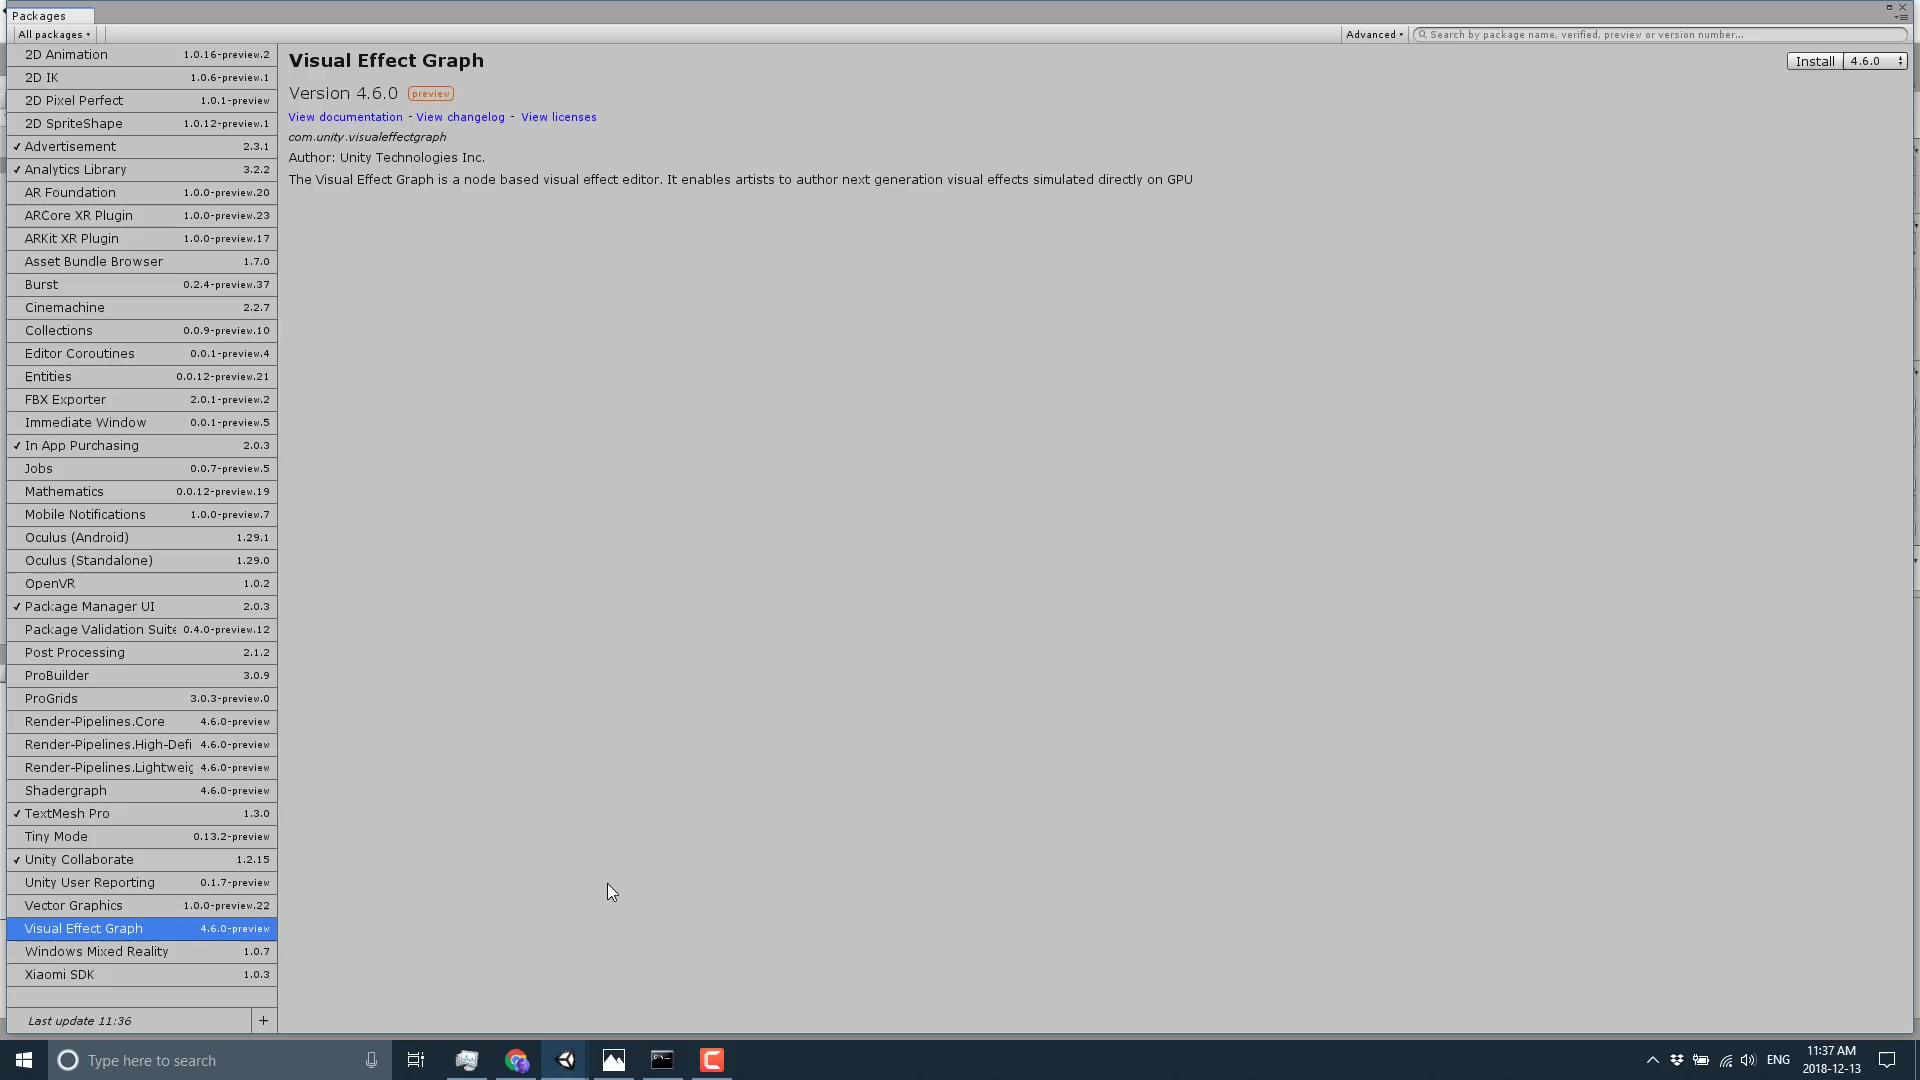 Packages
All packages
Advanced
Search by package name, verified, preview or version number...
2D Animation 1.0.16-preview.2
2D IK 1.0.6-preview.1
2D Pixel Perfect 1.0.1-preview
2D SpriteShape 1.0.12-preview.1
✓ Advertisement 2.3.1
✓ Analytics Library 3.2.2
AR Foundation 1.0.0-preview.20
ARCore XR Plugin 1.0.0-preview.23
ARKit XR Plugin 1.0.0-preview.17
Asset Bundle Browser 1.7.0
Burst 0.2.4-preview.37
Cinemachine 2.2.7
Collections 0.0.9-preview.10
Editor Coroutines 0.0.1-preview.4
Entities 0.0.12-preview.21
FBX Exporter 2.0.1-preview.2
Immediate Window 0.0.1-preview.5
✓ In App Purchasing 2.0.3
Jobs 0.0.7-preview.5
Mathematics 0.0.12-preview.19
Mobile Notifications 1.0.0-preview.7
Oculus (Android) 1.29.1
Oculus (Standalone) 1.29.0
OpenVR 1.0.2
✓ Package Manager UI 2.0.3
Package Validation Suite 0.4.0-preview.12
Post Processing 2.1.2
ProBuilder 3.0.9
ProGrids 3.0.3-preview.0
Render-Pipelines.Core 4.6.0-preview
Render-Pipelines.High-Defi 4.6.0-preview
Render-Pipelines.Lightweig 4.6.0-preview
Shadergraph 4.6.0-preview
✓ TextMesh Pro 1.3.0
Tiny Mode 0.13.2-preview
✓ Unity Collaborate 1.2.15
Unity User Reporting 0.1.7-preview
Vector Graphics 1.0.0-preview.22
Visual Effect Graph 4.6.0-preview
Windows Mixed Reality 1.0.7
Xiaomi SDK 1.0.3
Last update 11:36 +
Visual Effect Graph
Install 4.6.0
Version 4.6.0 preview
View documentation - View changelog - View licenses
com.unity.visualeffectgraph
Author: Unity Technologies Inc.
The Visual Effect Graph is a node based visual effect editor. It enables artists to author next generation visual effects simulated directly on GPU
Type here to search
ENG
11:37 AM
2018-12-13